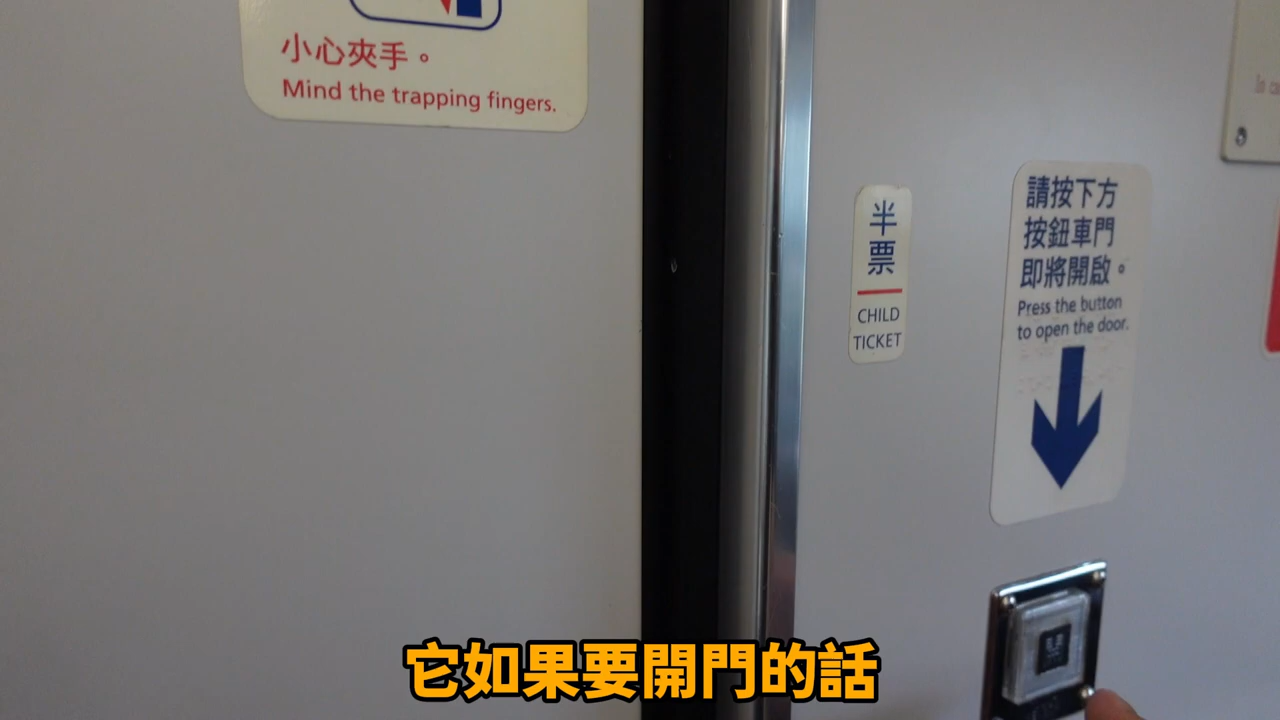 小心夾手。
Mind the trapping fingers.
半
票
CHILD
TICKET
請按下方
按鈕車門
即將開啟。
Press the button
to open the door.
它如果要開門的話